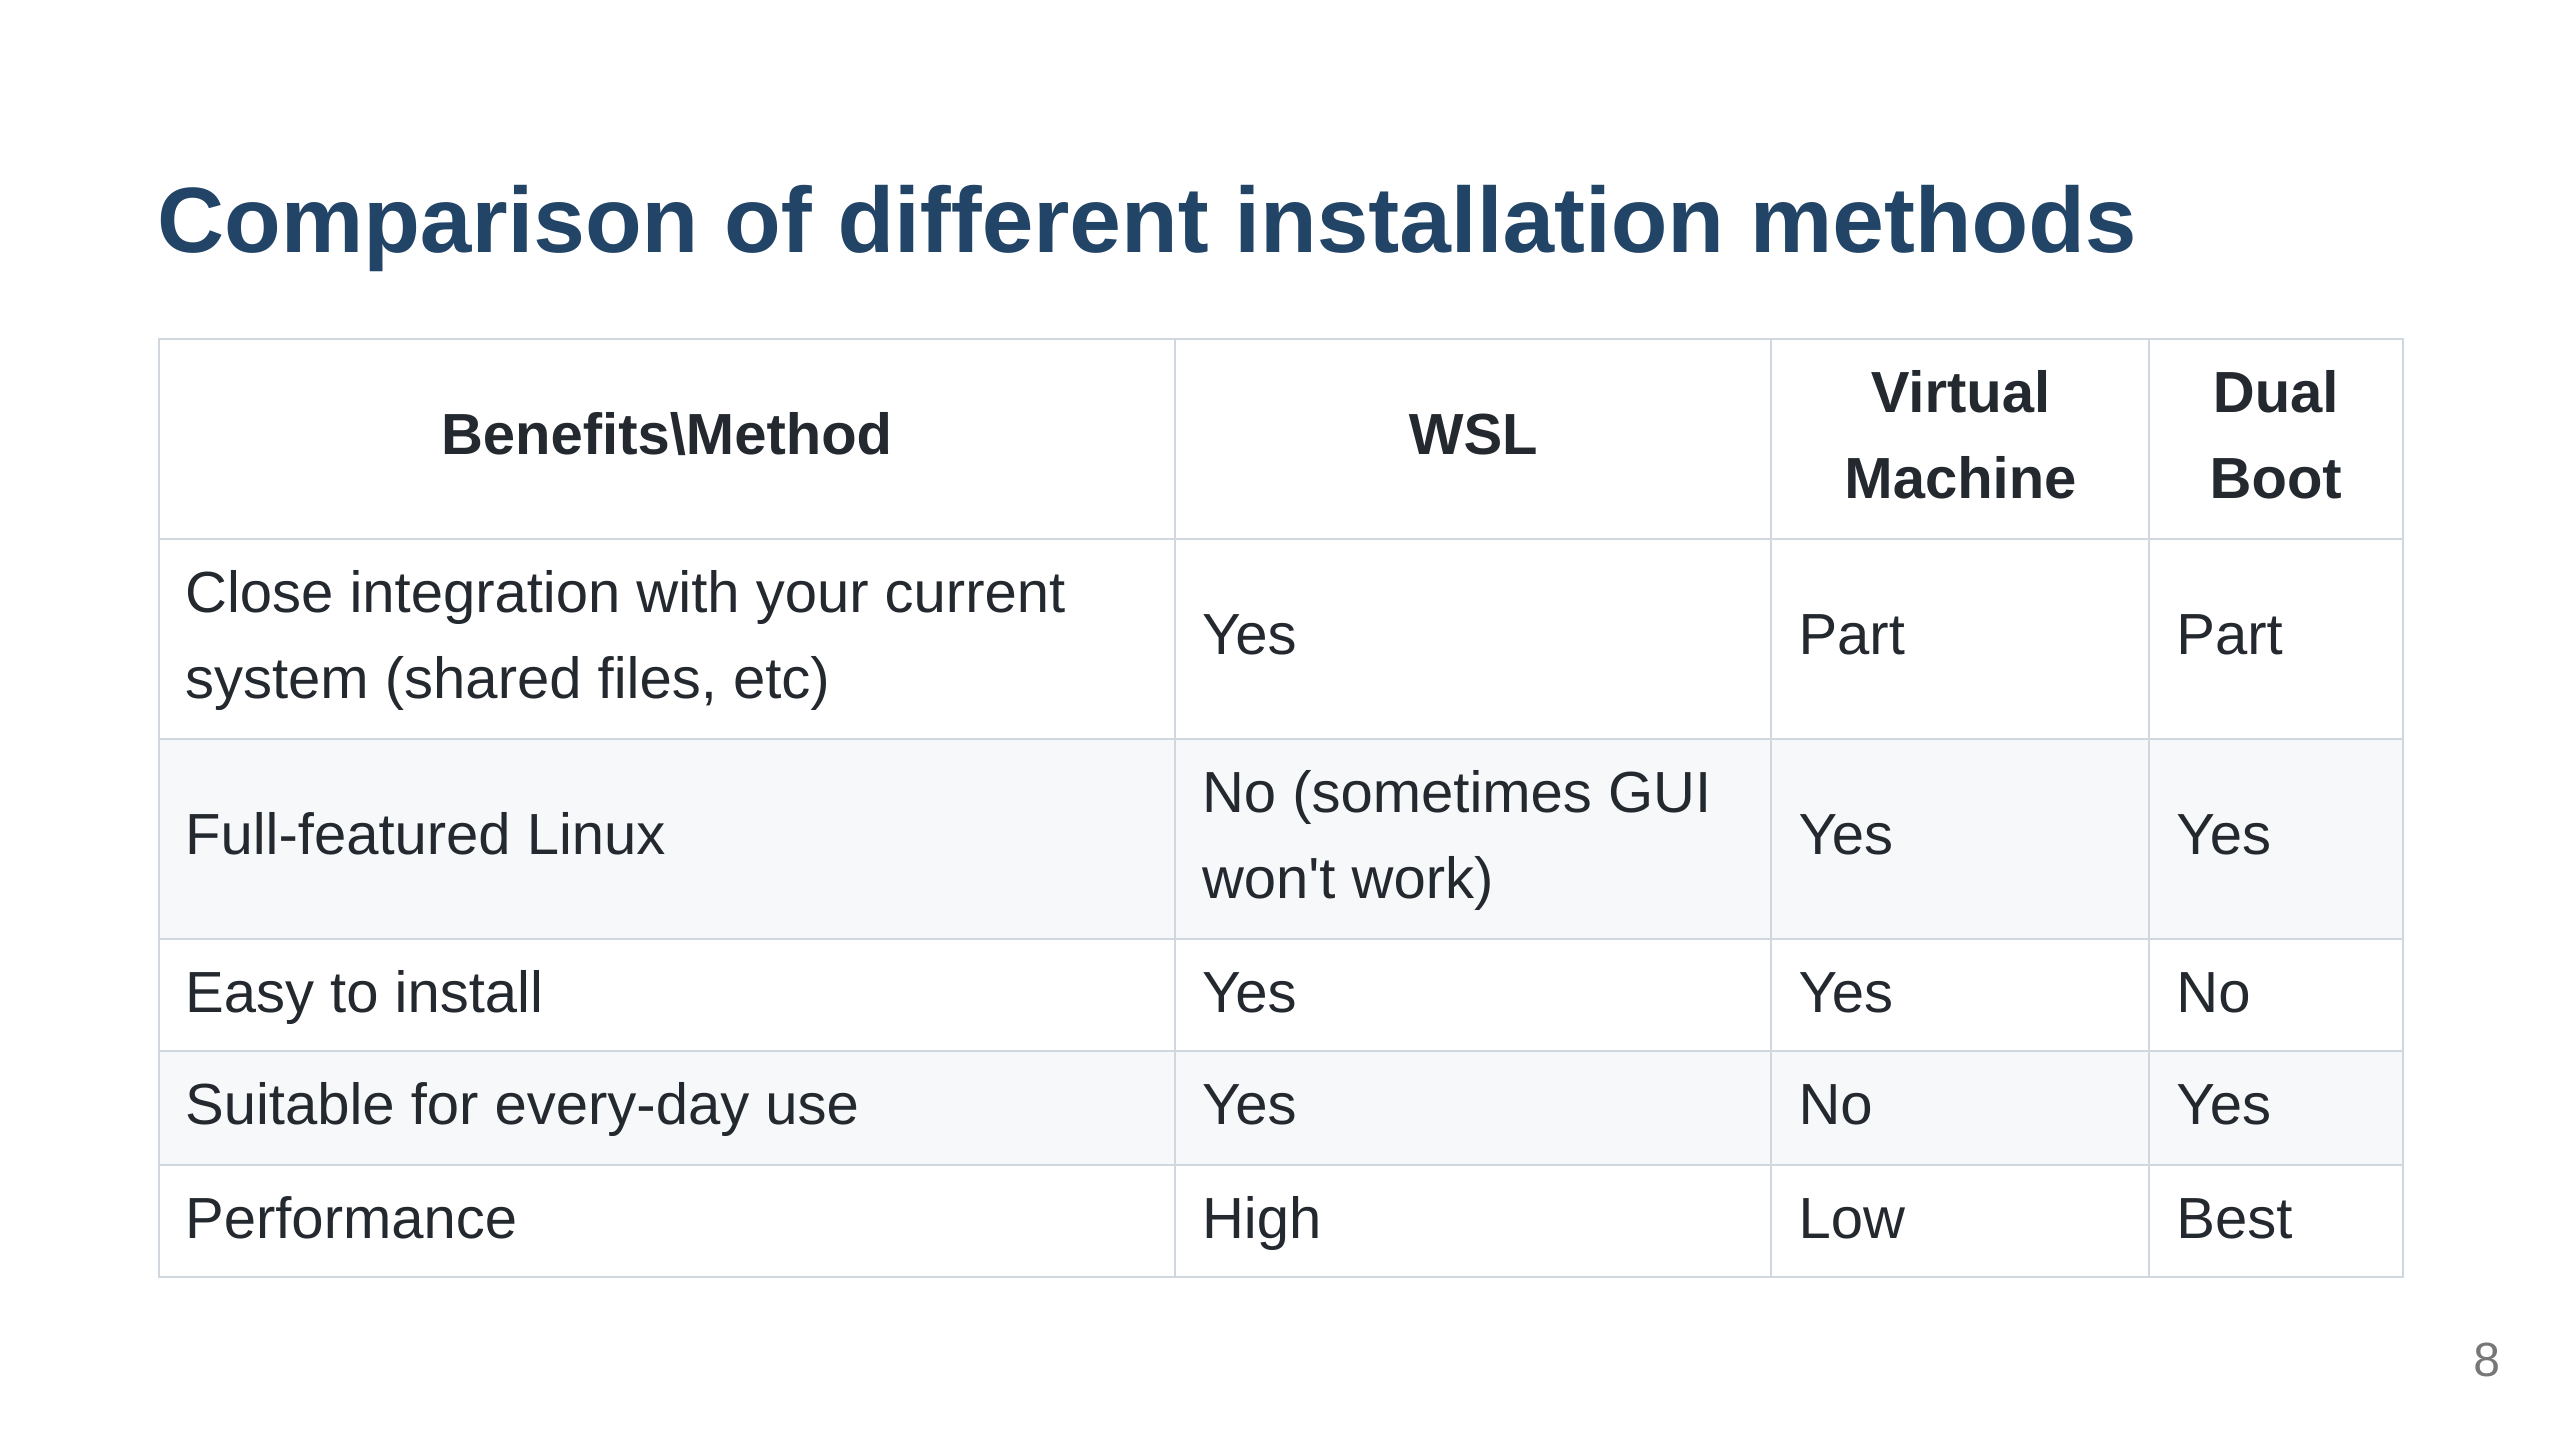 Comparison of different installation methods
Benefits\Method
WSL
Virtual
Machine
Dual
Boot
Close integration with your current
system (shared files, etc)
Yes
Part
Part
Full-featured Linux
No (sometimes GUI
won't work)
Yes
Yes
Easy to install
Yes
Yes
No
Suitable for every-day use
Yes
No
Yes
Performance
High
Low
Best
8